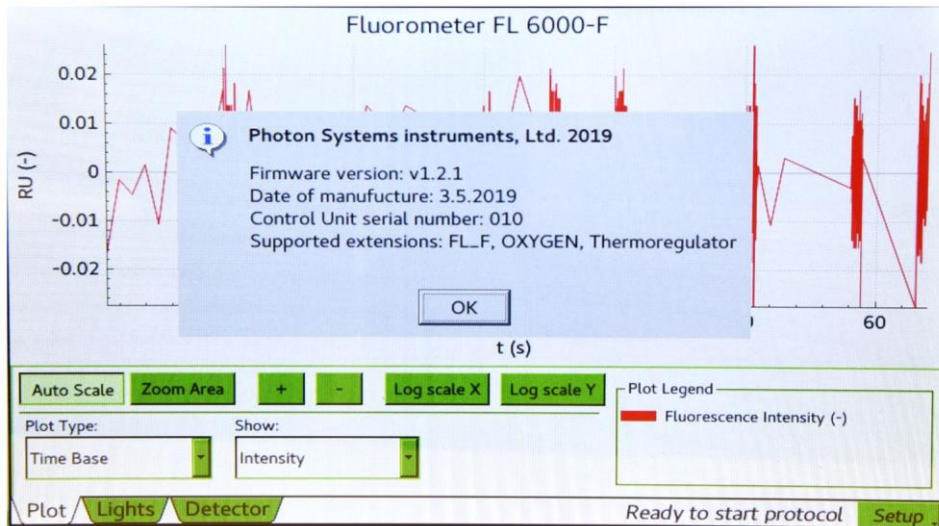 Fluorometer FL 6000-F
0.02
0.01
0
-0.01
-0.02
RU (-)
Photon Systems instruments, Ltd. 2019
Firmware version: v1.2.1
Date of manufucture: 3.5.2019
Control Unit serial number: 010
Supported extensions: FL_F, OXYGEN, Thermoregulator
OK
60
t (s)
Auto Scale
Zoom Area
+
-
Log scale X
Log scale Y
Plot Legend
Fluorescence Intensity (-)
Plot Type:
Show:
Time Base
Intensity
Plot
Lights
Detector
Ready to start protocol
Setup